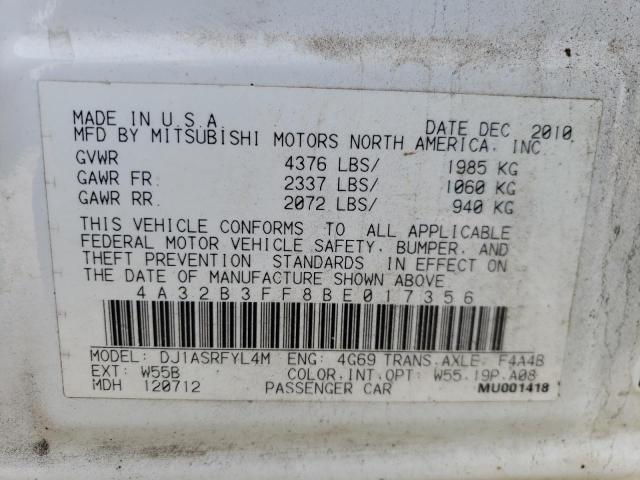 MADE IN U.S.A. DATE DEC 2010
MFD BY MITSUBISHI MOTORS NORTH AMERICA, INC
GVWR 4376 LBS/ 1985 KG
GAWR FR. 2337 LBS/ 1060 KG
GAWR RR. 2072 LBS/ 940 KG
THIS VEHICLE CONFORMS TO ALL APPLICABLE
FEDERAL MOTOR VEHICLE SAFETY, BUMPER, AND
THEFT PREVENTION STANDARDS IN EFFECT ON
THE DATE OF MANUFACTURE SHOWN ABOVE.
4A32B3FF8BE017356
MODEL: DJ1ASRFYL4M ENG: 4G69 TRANS.AXLE: F4A4B
EXT: W55B COLOR,INT,OPT: W55.19P.A08
MDH 120712 PASSENGER CAR MU001418